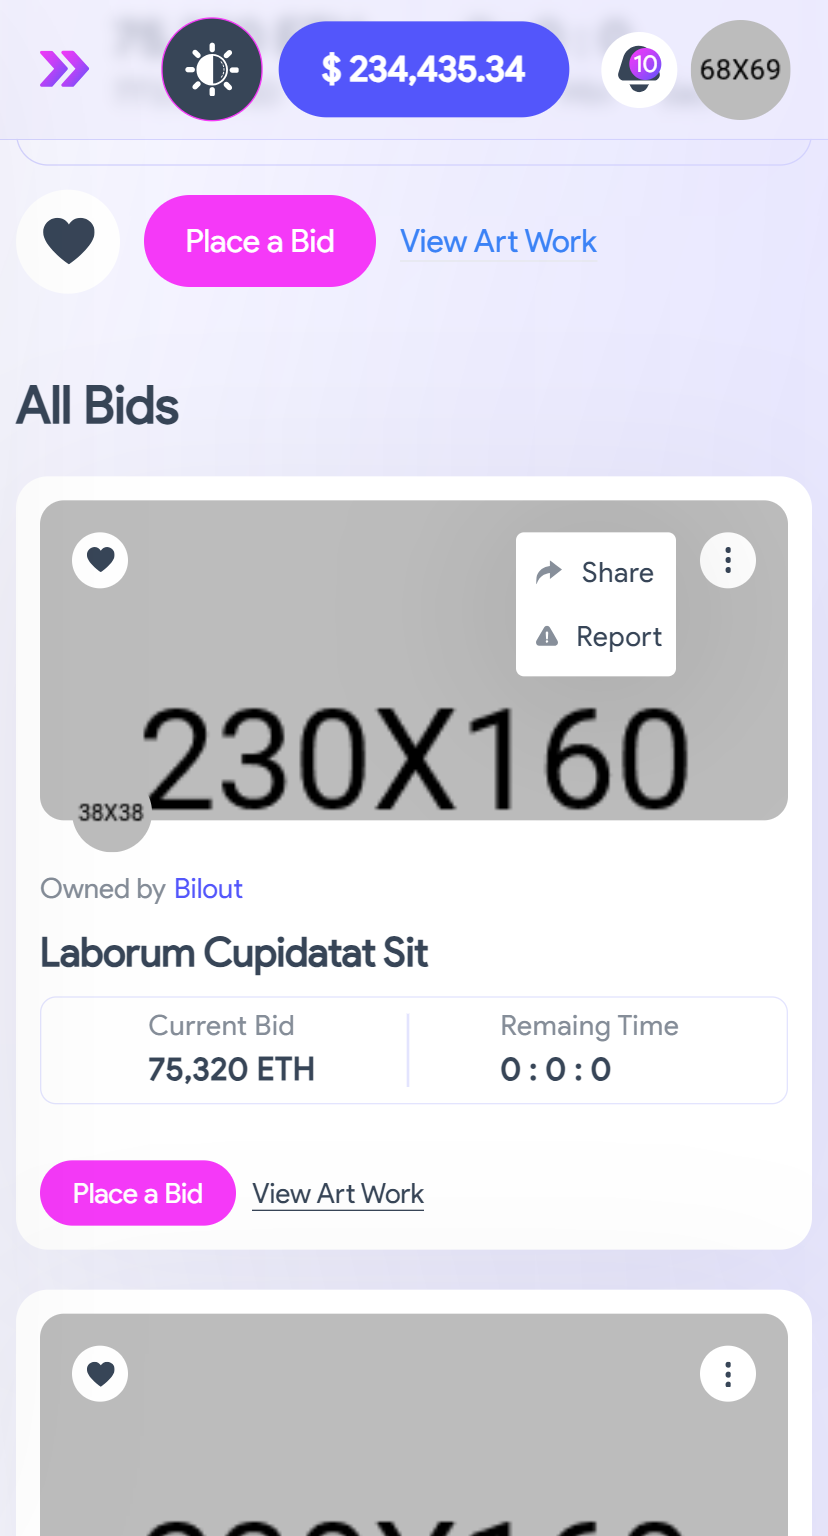 $ 234,435.34
10
68X69
Place a Bid
View Art Work
All Bids
Share
Report
230X160
38X38
Owned by Bilout
Laborum Cupidatat Sit
Current Bid
Remaing Time
75,320 ETH
0 : 0 : 0
Place a Bid
View Art Work